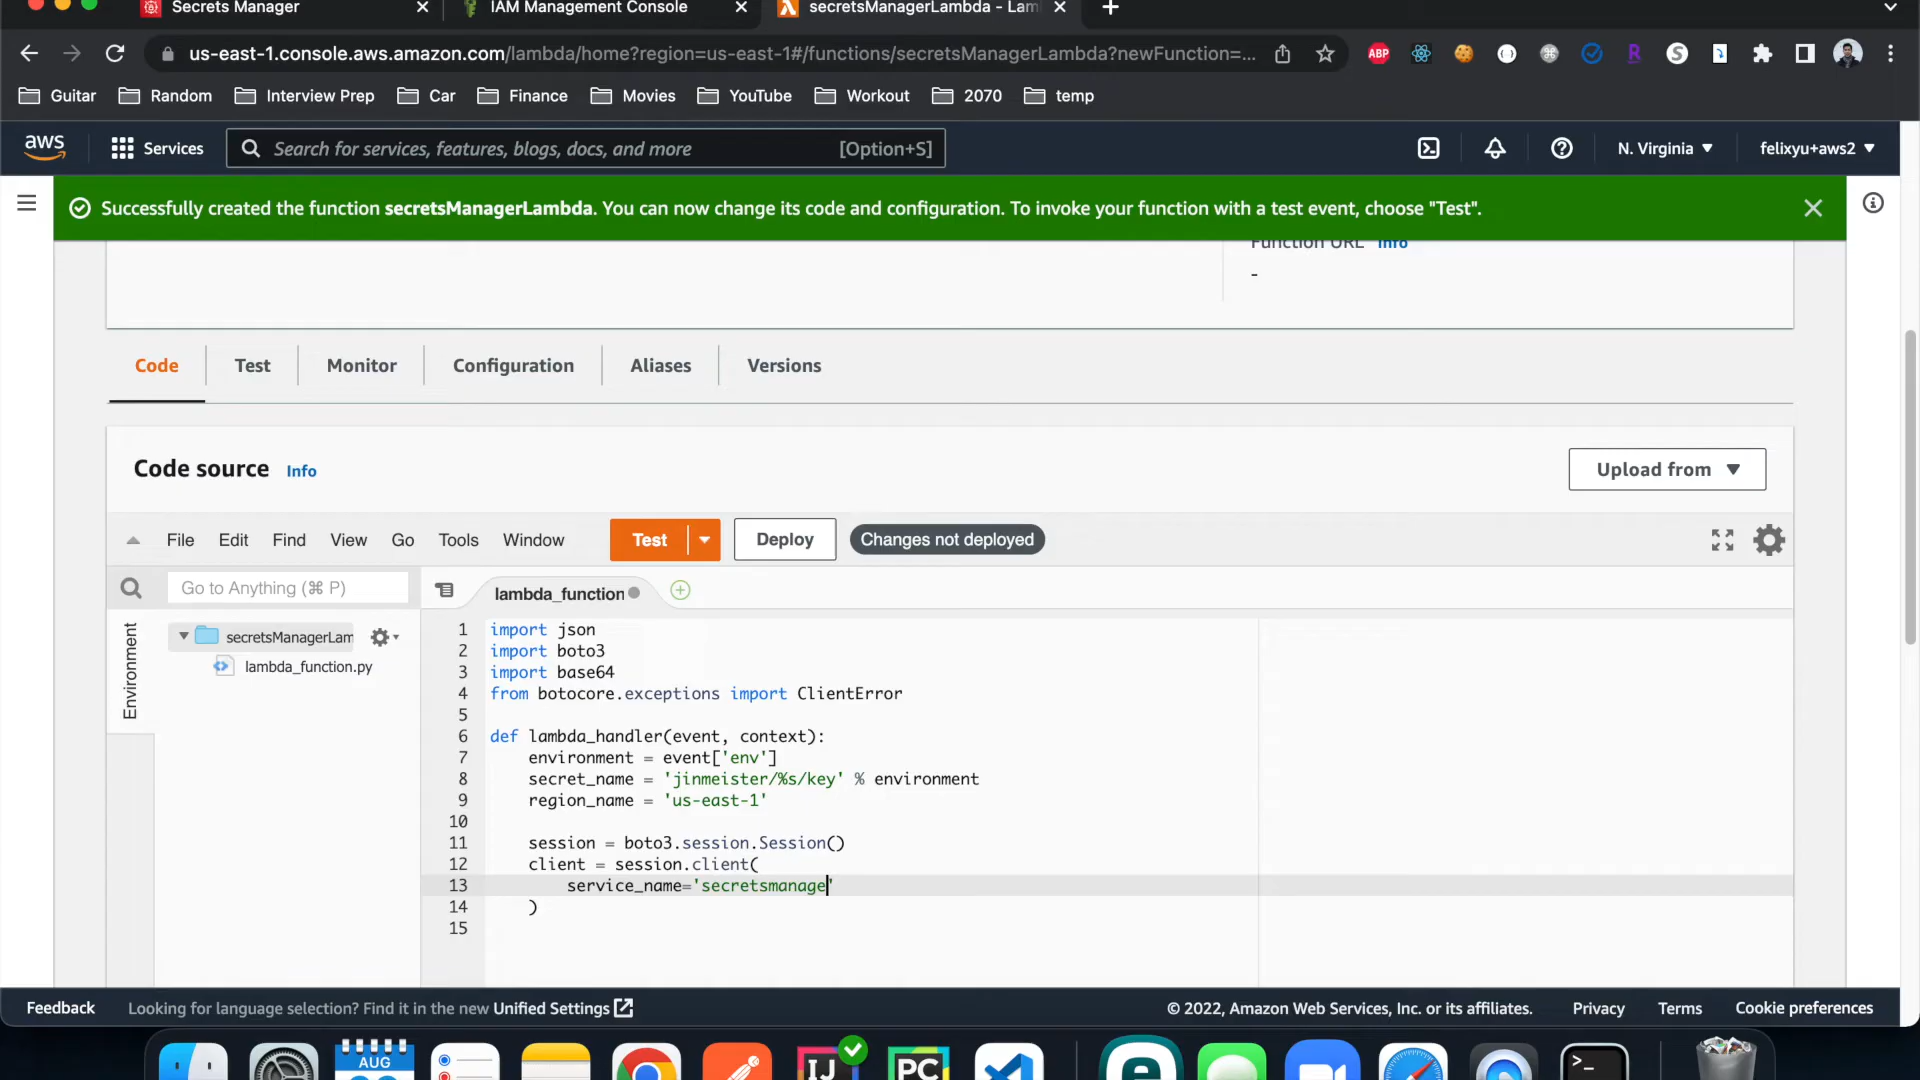 Secrets Manager
IAM Management Console
secretsManagerLambda - Lam
us-east-1.console.aws.amazon.com/lambda/home?region=us-east-1#/functions/secretsManagerLambda?newFunction=...
ABP
Guitar
Random
Interview Prep
Car
Finance
Movies
YouTube
Workout
2070
temp
aws
Services
Search for services, features, blogs, docs, and more
[Option+S]
N. Virginia
felixyu+aws2
Successfully created the function secretsManagerLambda. You can now change its code and configuration. To invoke your function with a test event, choose "Test".
Function URL Info
-
Code
Test
Monitor
Configuration
Aliases
Versions
Code source Info
Upload from
File
Edit
Find
View
Go
Tools
Window
Test
Deploy
Changes not deployed
Go to Anything (⌘ P)
lambda_function
Environment
secretsManagerLam
lambda_function.py
1 import json
2 import boto3
3 import base64
4 from botocore.exceptions import ClientError
5
6 def lambda_handler(event, context):
7 environment = event['env']
8 secret_name = 'jinmeister/%s/key' % environment
9 region_name = 'us-east-1'
10
11 session = boto3.session.Session()
12 client = session.client(
13 service_name='secretsmanage'
14 )
15
Feedback
Looking for language selection? Find it in the new Unified Settings
© 2022, Amazon Web Services, Inc. or its affiliates.
Privacy
Terms
Cookie preferences
AUG
IJ
PC
>_